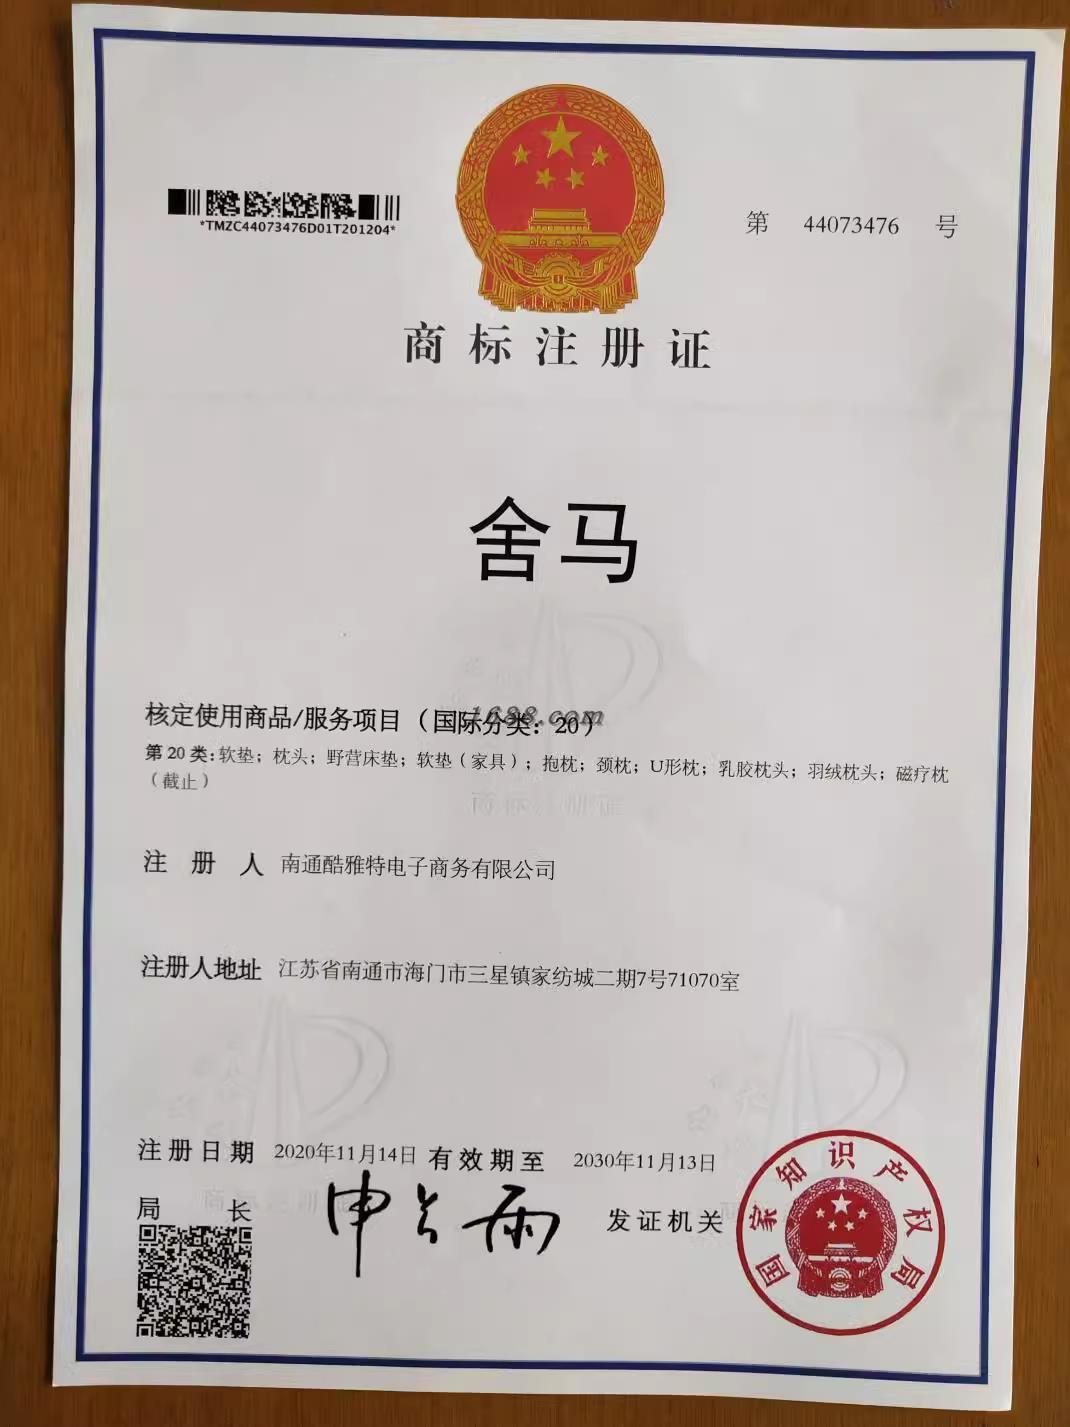 *TMZC44073476D01T201204*
第 44073476 号
商标注册证
舍马
核定使用商品/服务项目（国际分类：20）
1688.com
第 20 类：软垫；枕头；野营床垫；软垫（家具）；抱枕；颈枕；U形枕；乳胶枕头；羽绒枕头；磁疗枕
（截止）
注册人 南通酷雅特电子商务有限公司
注册人地址 江苏省南通市海门市三星镇家纺城二期7号71070室
注册日期 2020年11月14日 有效期至 2030年11月13日
局长 申长雨 发证机关
国家知识产权局